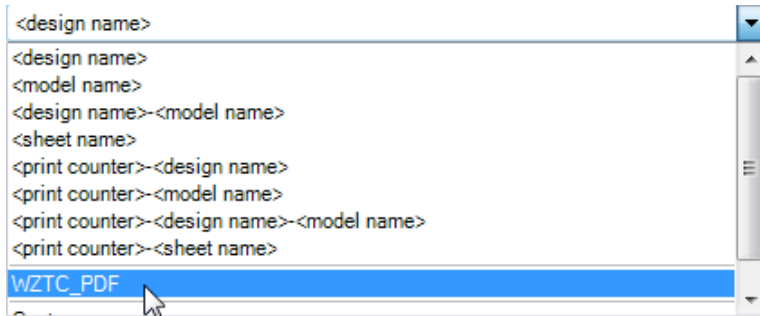 <design name>
<design name>
<model name>
<design name>-<model name>
<sheet name>
<print counter>-<design name>
<print counter>-<model name>
<print counter>-<design name>-<model name>
<print counter>-<sheet name>
WZTC_PDF